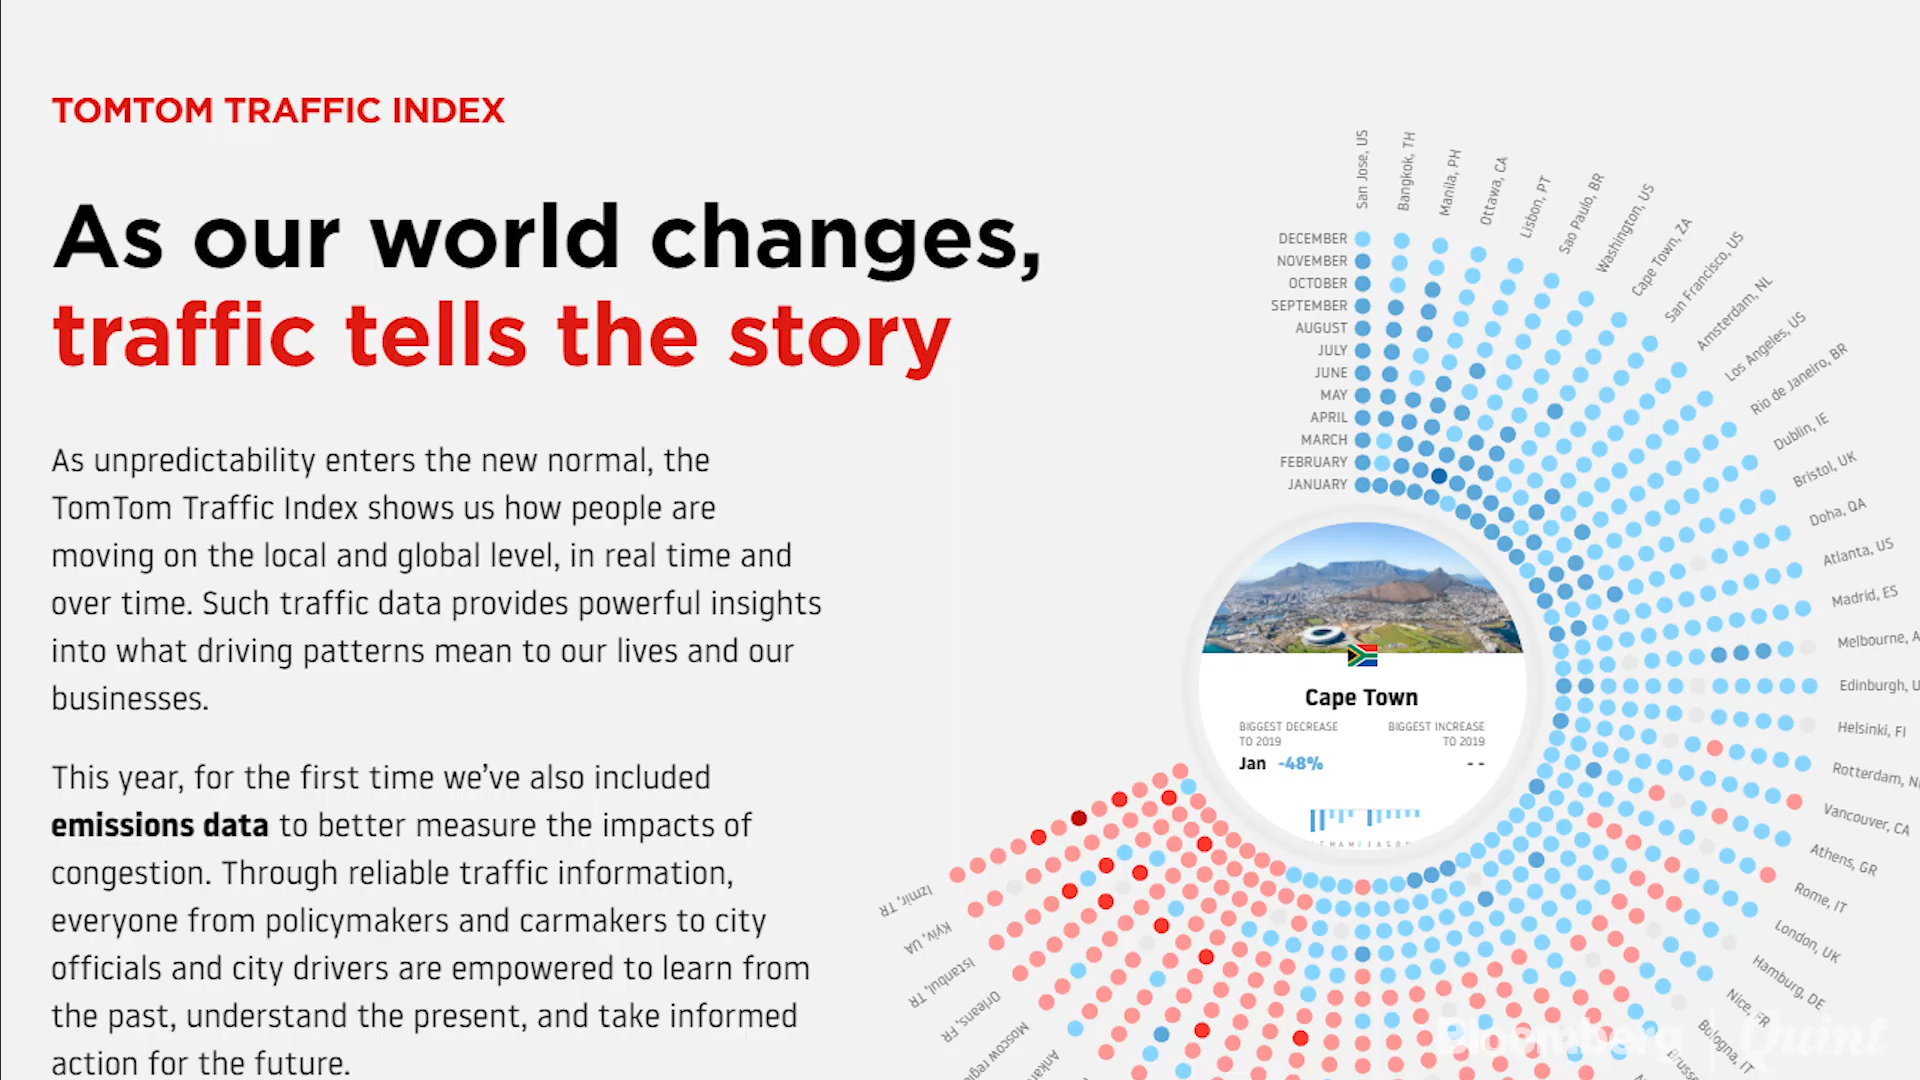 TOMTOM TRAFFIC INDEX
As our world changes,
traffic tells the story
As unpredictability enters the new normal, the
TomTom Traffic Index shows us how people are
moving on the local and global level, in real time and
over time. Such traffic data provides powerful insights
into what driving patterns mean to our lives and our
businesses.
This year, for the first time we've also included
emissions data to better measure the impacts of
congestion. Through reliable traffic information,
everyone from policymakers and carmakers to city
officials and city drivers are empowered to learn from
the past, understand the present, and take informed
action for the future.
San Jose, US
Bangkok, TH
Manila, PH
Ottawa, CA
Lisbon, PT
Sao Paulo, BR
Washington, US
Cape Town, ZA
San Francisco, US
Amsterdam, NL
Los Angeles, US
Rio de Janeiro, BR
Dublin, IE
Bristol, UK
Doha, QA
Atlanta, US
Madrid, ES
Melbourne, A
Edinburgh, U
Helsinki, FI
Rotterdam, N
Vancouver, CA
Athens, GR
Rome, IT
London, UK
Hamburg, DE
Nice, FR
Bologna, IT
Brusse
Ankar
Moscow regio
Orleans, FR
Istanbul, TR
Kyiv, UA
Izmir, TR
DECEMBER
NOVEMBER
OCTOBER
SEPTEMBER
AUGUST
JULY
JUNE
MAY
APRIL
MARCH
FEBRUARY
JANUARY
Cape Town
BIGGEST DECREASE
TO 2019
Jan -48%
BIGGEST INCREASE
TO 2019
- -
Bloomberg | Quint